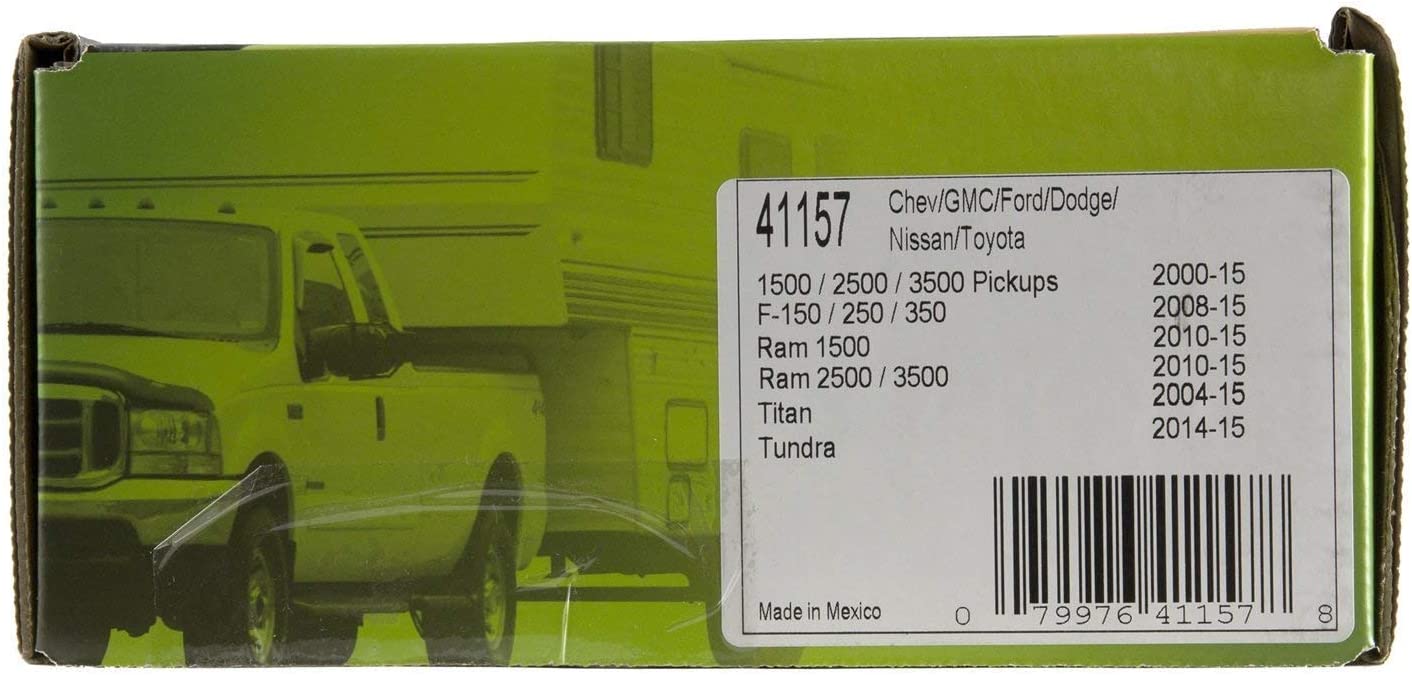 41157 Chev/GMC/Ford/Dodge/
Nissan/Toyota
1500 / 2500 / 3500 Pickups 2000-15
F-150 / 250 / 350 2008-15
Ram 1500 2010-15
Ram 2500 / 3500 2010-15
Titan 2004-15
Tundra 2014-15
Made in Mexico
0 79976 41157 8